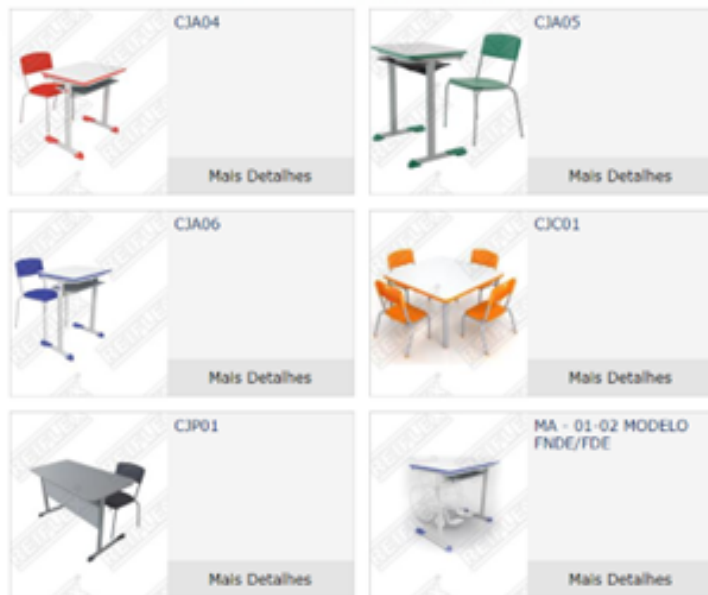 CJA04
Mais Detalhes
CJA05
Mais Detalhes
CJA06
Mais Detalhes
CJC01
Mais Detalhes
CJP01
Mais Detalhes
MA - 01-02 MODELO
FNDE/FDE
Mais Detalhes